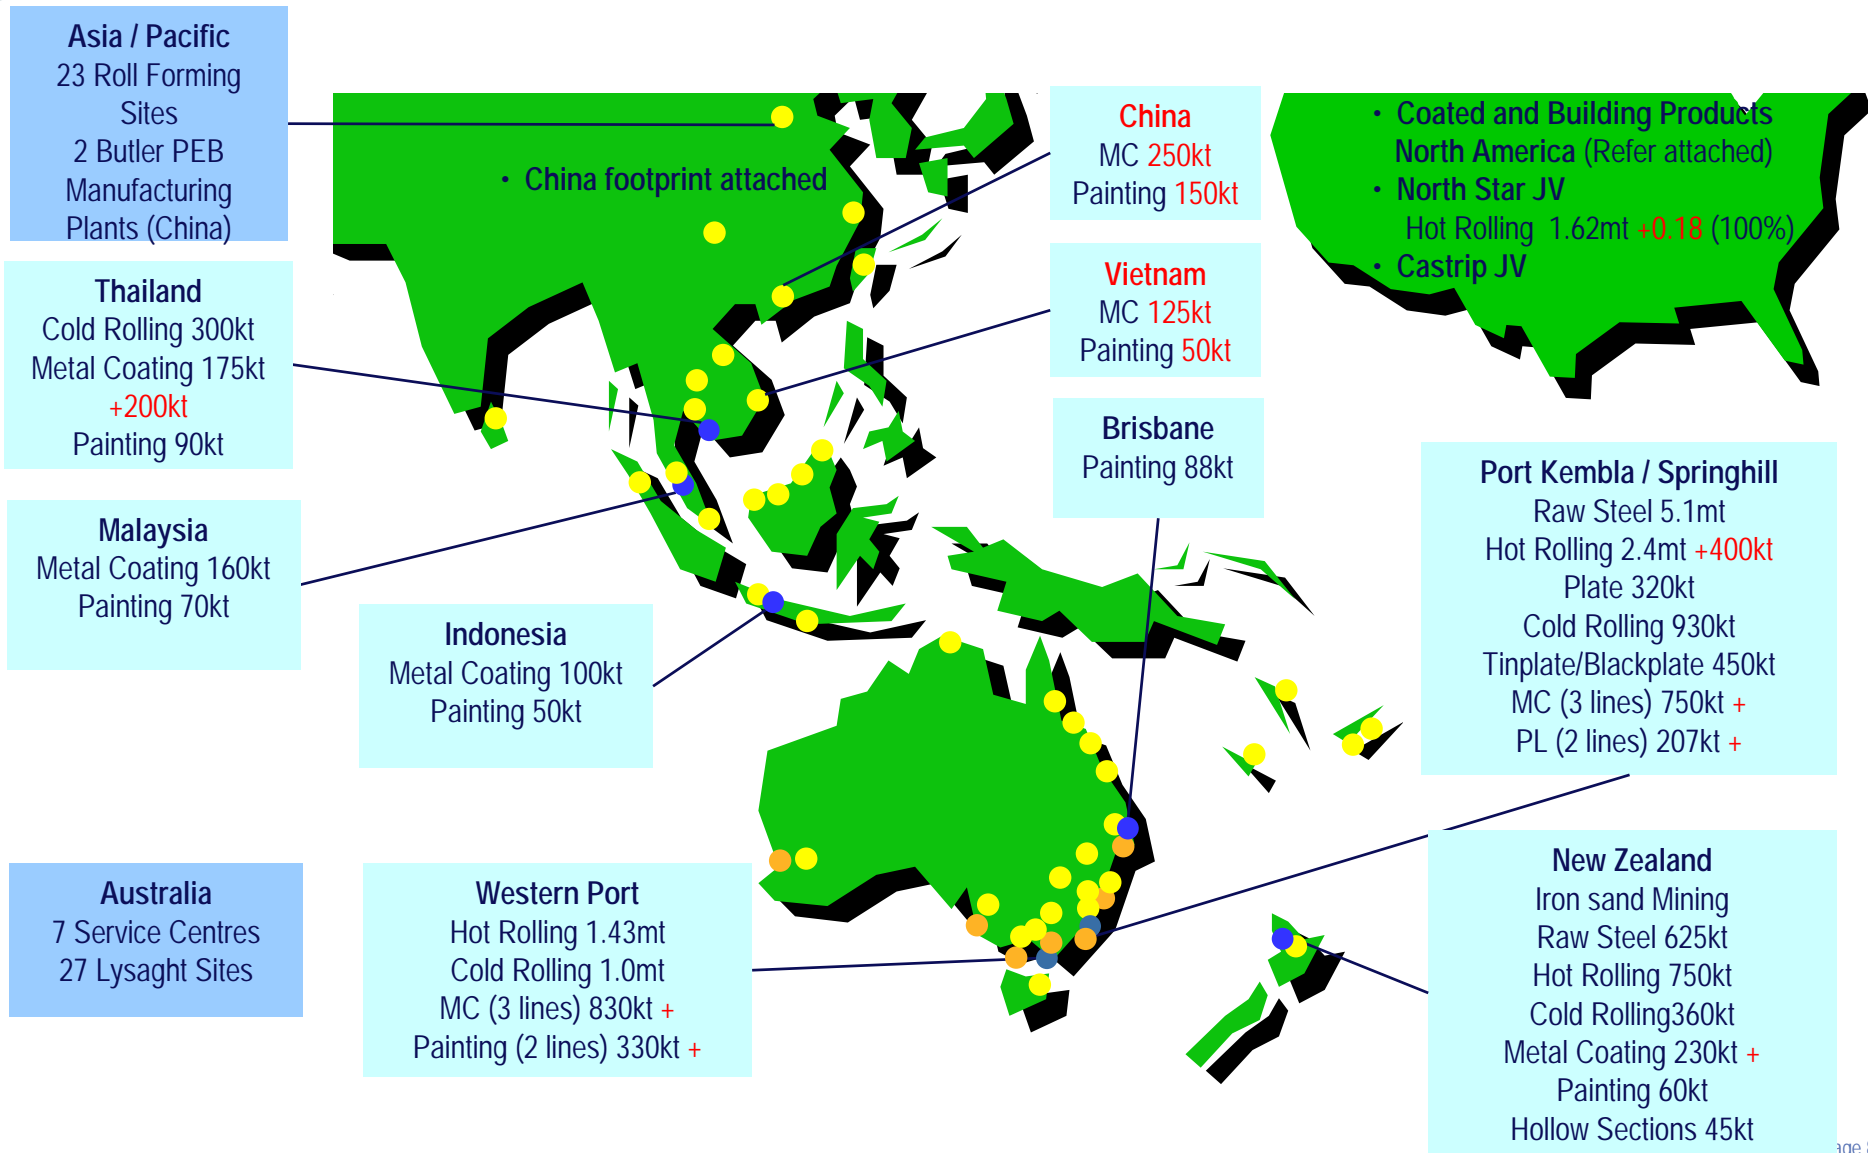 Asia / Pacific
23 Roll Forming
Sites
2 Butler PEB
Manufacturing
Plants (China)
• China footprint attached
China
MC 250kt
Painting 150kt
• Coated and Building Products
North America (Refer attached)
• North Star JV
Hot Rolling 1.62mt +0.18 (100%)
• Castrip JV
Thailand
Cold Rolling 300kt
Metal Coating 175kt
+200kt
Painting 90kt
Vietnam
MC 125kt
Painting 50kt
Brisbane
Painting 88kt
Malaysia
Metal Coating 160kt
Painting 70kt
Indonesia
Metal Coating 100kt
Painting 50kt
Port Kembla / Springhill
Raw Steel 5.1mt
Hot Rolling 2.4mt +400kt
Plate 320kt
Cold Rolling 930kt
Tinplate/Blackplate 450kt
MC (3 lines) 750kt +
PL (2 lines) 207kt +
Australia
7 Service Centres
27 Lysaght Sites
Western Port
Hot Rolling 1.43mt
Cold Rolling 1.0mt
MC (3 lines) 830kt +
Painting (2 lines) 330kt +
New Zealand
Iron sand Mining
Raw Steel 625kt
Hot Rolling 750kt
Cold Rolling360kt
Metal Coating 230kt +
Painting 60kt
Hollow Sections 45kt